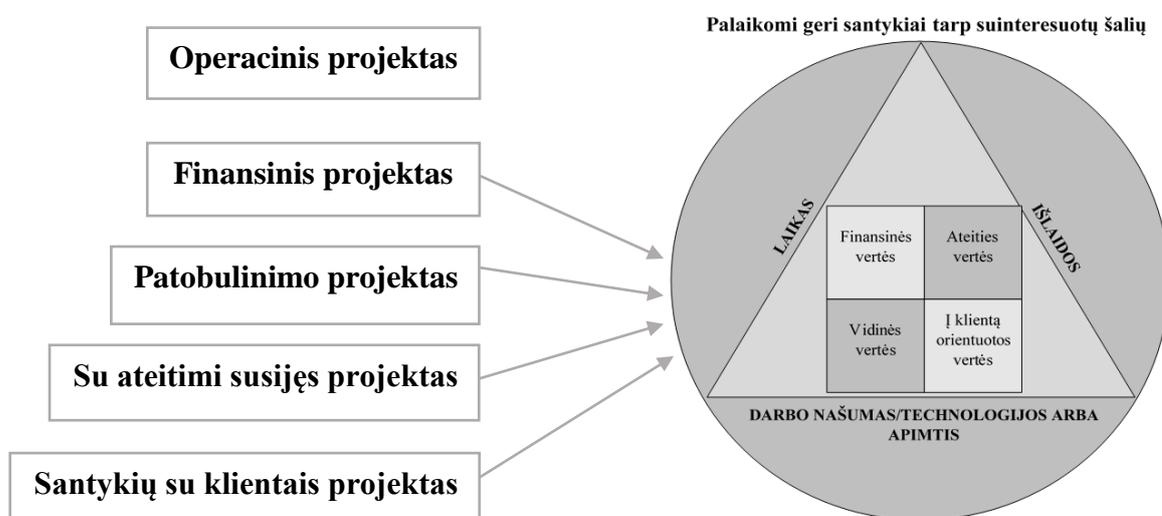 Palaikomi geri santykiai tarp suinteresuotų šalių
Operacinis projektas
Finansinis projektas
Patobulinimo projektas
Su ateitimi susijęs projektas
Santykių su klientais projektas
LAIKAS
IŠLAIDOS
Finansinės
vertės
Ateities
vertės
Vidinės
vertės
Į klientą
orientuotos
vertės
DARBO NAŠUMAS/TECHNOLOGIJOS ARBA
APIMTIS